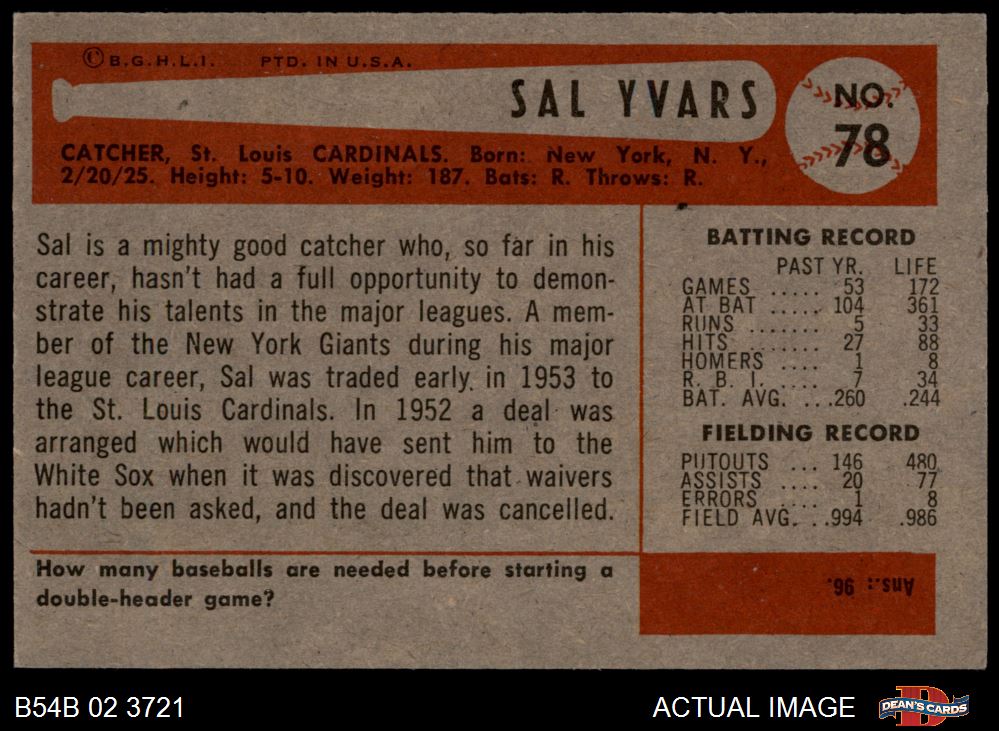 © B.G.H.L.I. PTD. IN U.S.A.
SAL YVARS
NO.
78
CATCHER, St. Louis CARDINALS. Born: New York, N. Y.,
2/20/25. Height: 5-10. Weight: 187. Bats: R. Throws: R.
Sal is a mighty good catcher who, so far in his
career, hasn't had a full opportunity to demon-
strate his talents in the major leagues. A mem-
ber of the New York Giants during his major
league career, Sal was traded early in 1953 to
the St. Louis Cardinals. In 1952 a deal was
arranged which would have sent him to the
White Sox when it was discovered that waivers
hadn't been asked, and the deal was cancelled.
BATTING RECORD
PAST YR. LIFE
GAMES ..... 53 172
AT BAT ..... 104 361
RUNS ....... 5 33
HITS ....... 27 88
HOMERS .... 1 8
R. B. I. .... 7 34
BAT. AVG. ...260 .244
FIELDING RECORD
PUTOUTS ... 146 480
ASSISTS .... 20 77
ERRORS .... 1 8
FIELD AVG. ..994 .986
How many baseballs are needed before starting a
double-header game?
Ans.: 96.
B54B 02 3721
ACTUAL IMAGE
DEAN'S CARDS